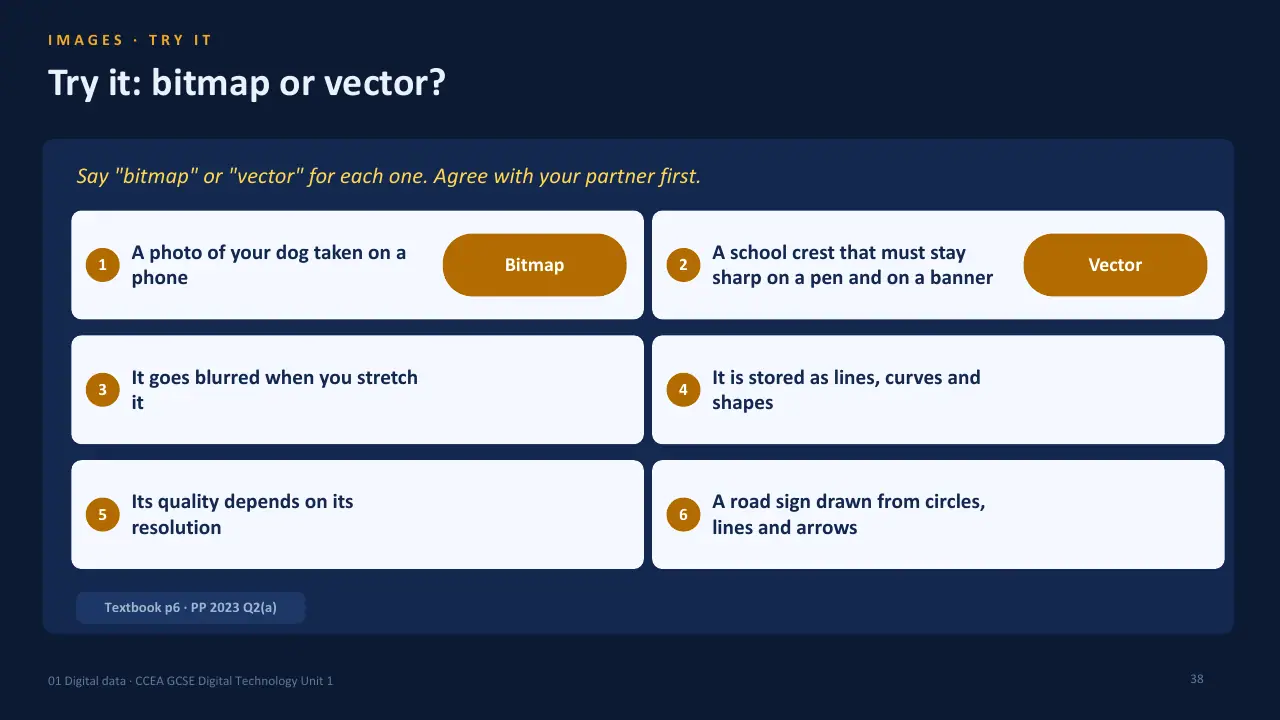 IMAGES · TRY IT
Try it: bitmap or vector?
Say "bitmap" or "vector" for each one. Agree with your partner first.
1
A photo of your dog taken on a
phone
Bitmap
2
A school crest that must stay
sharp on a pen and on a banner
Vector
3
It goes blurred when you stretch
it
4
It is stored as lines, curves and
shapes
5
Its quality depends on its
resolution
6
A road sign drawn from circles,
lines and arrows
Textbook p6 · PP 2023 Q2(a)
01 Digital data · CCEA GCSE Digital Technology Unit 1
38